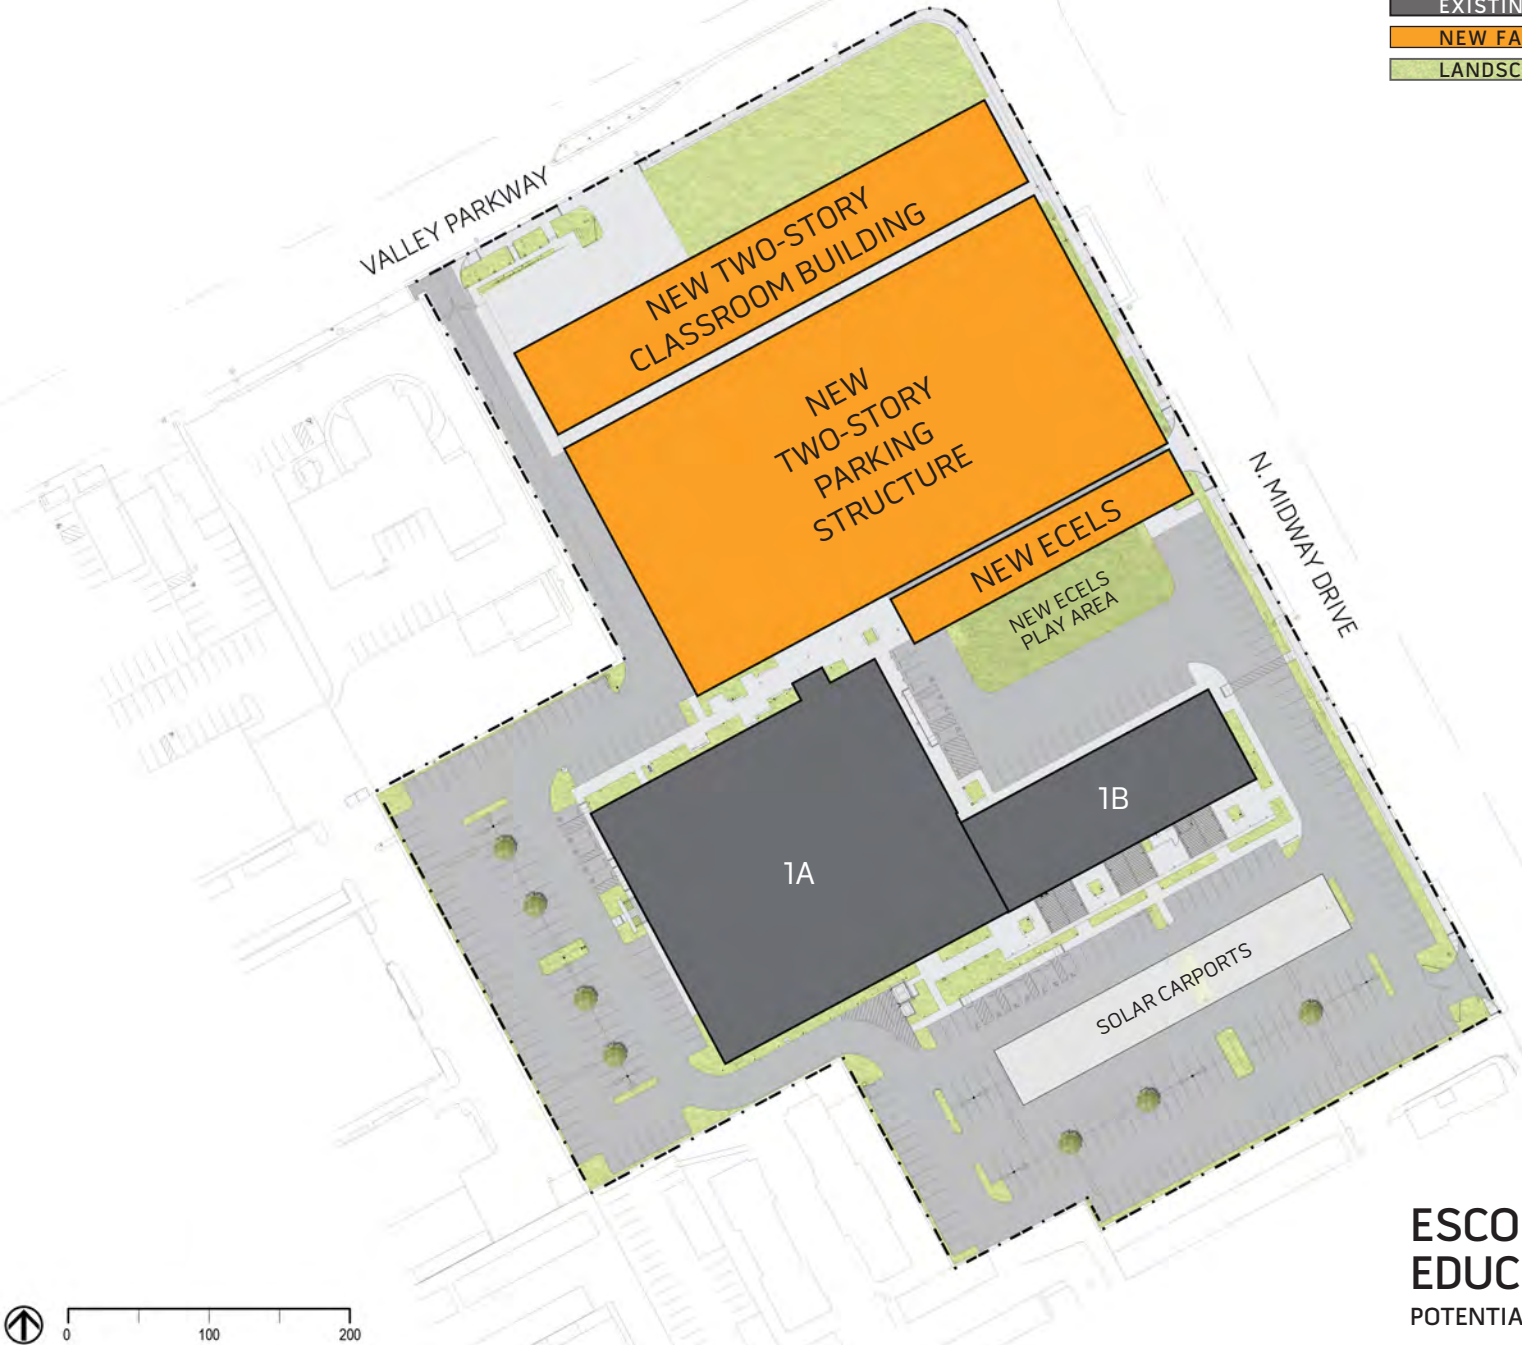 EXISTIN
NEW FA
LANDSC
VALLEY PARKWAY
NEW TWO-STORY
CLASSROOM BUILDING
NEW
TWO-STORY
PARKING
STRUCTURE
NEW ECELS
NEW ECELS
PLAY AREA
N. MIDWAY DRIVE
1B
1A
SOLAR CARPORTS
ESCO
EDUC
POTENTIA
0 100 200